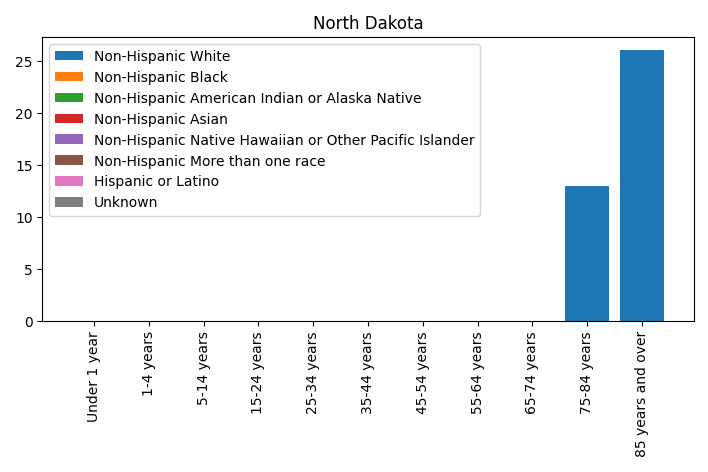 North Dakota
Non-Hispanic White
Non-Hispanic Black
Non-Hispanic American Indian or Alaska Native
Non-Hispanic Asian
Non-Hispanic Native Hawaiian or Other Pacific Islander
Non-Hispanic More than one race
Hispanic or Latino
Unknown
25
20
15
10
5
0
Under 1 year
1-4 years
5-14 years
15-24 years
25-34 years
35-44 years
45-54 years
55-64 years
65-74 years
75-84 years
85 years and over